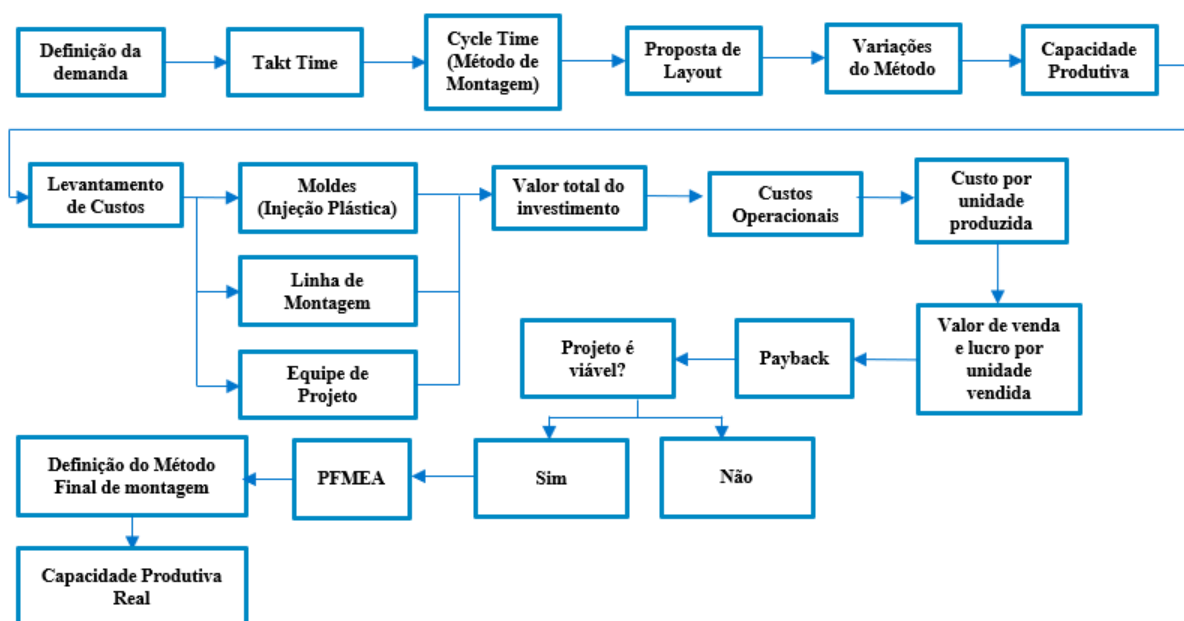 Definição da
demanda
Takt Time
Cycle Time
(Método de
Montagem)
Proposta de
Layout
Variações
do Método
Capacidade
Produtiva
Levantamento
de Custos
Moldes
(Injeção Plástica)
Linha de
Montagem
Equipe de
Projeto
Valor total do
investimento
Custos
Operacionais
Custo por
unidade
produzida
Valor de venda
e lucro por
unidade
vendida
Payback
Projeto é
viável?
Sim
Não
PFMEA
Definição do Método
Final de montagem
Capacidade Produtiva
Real